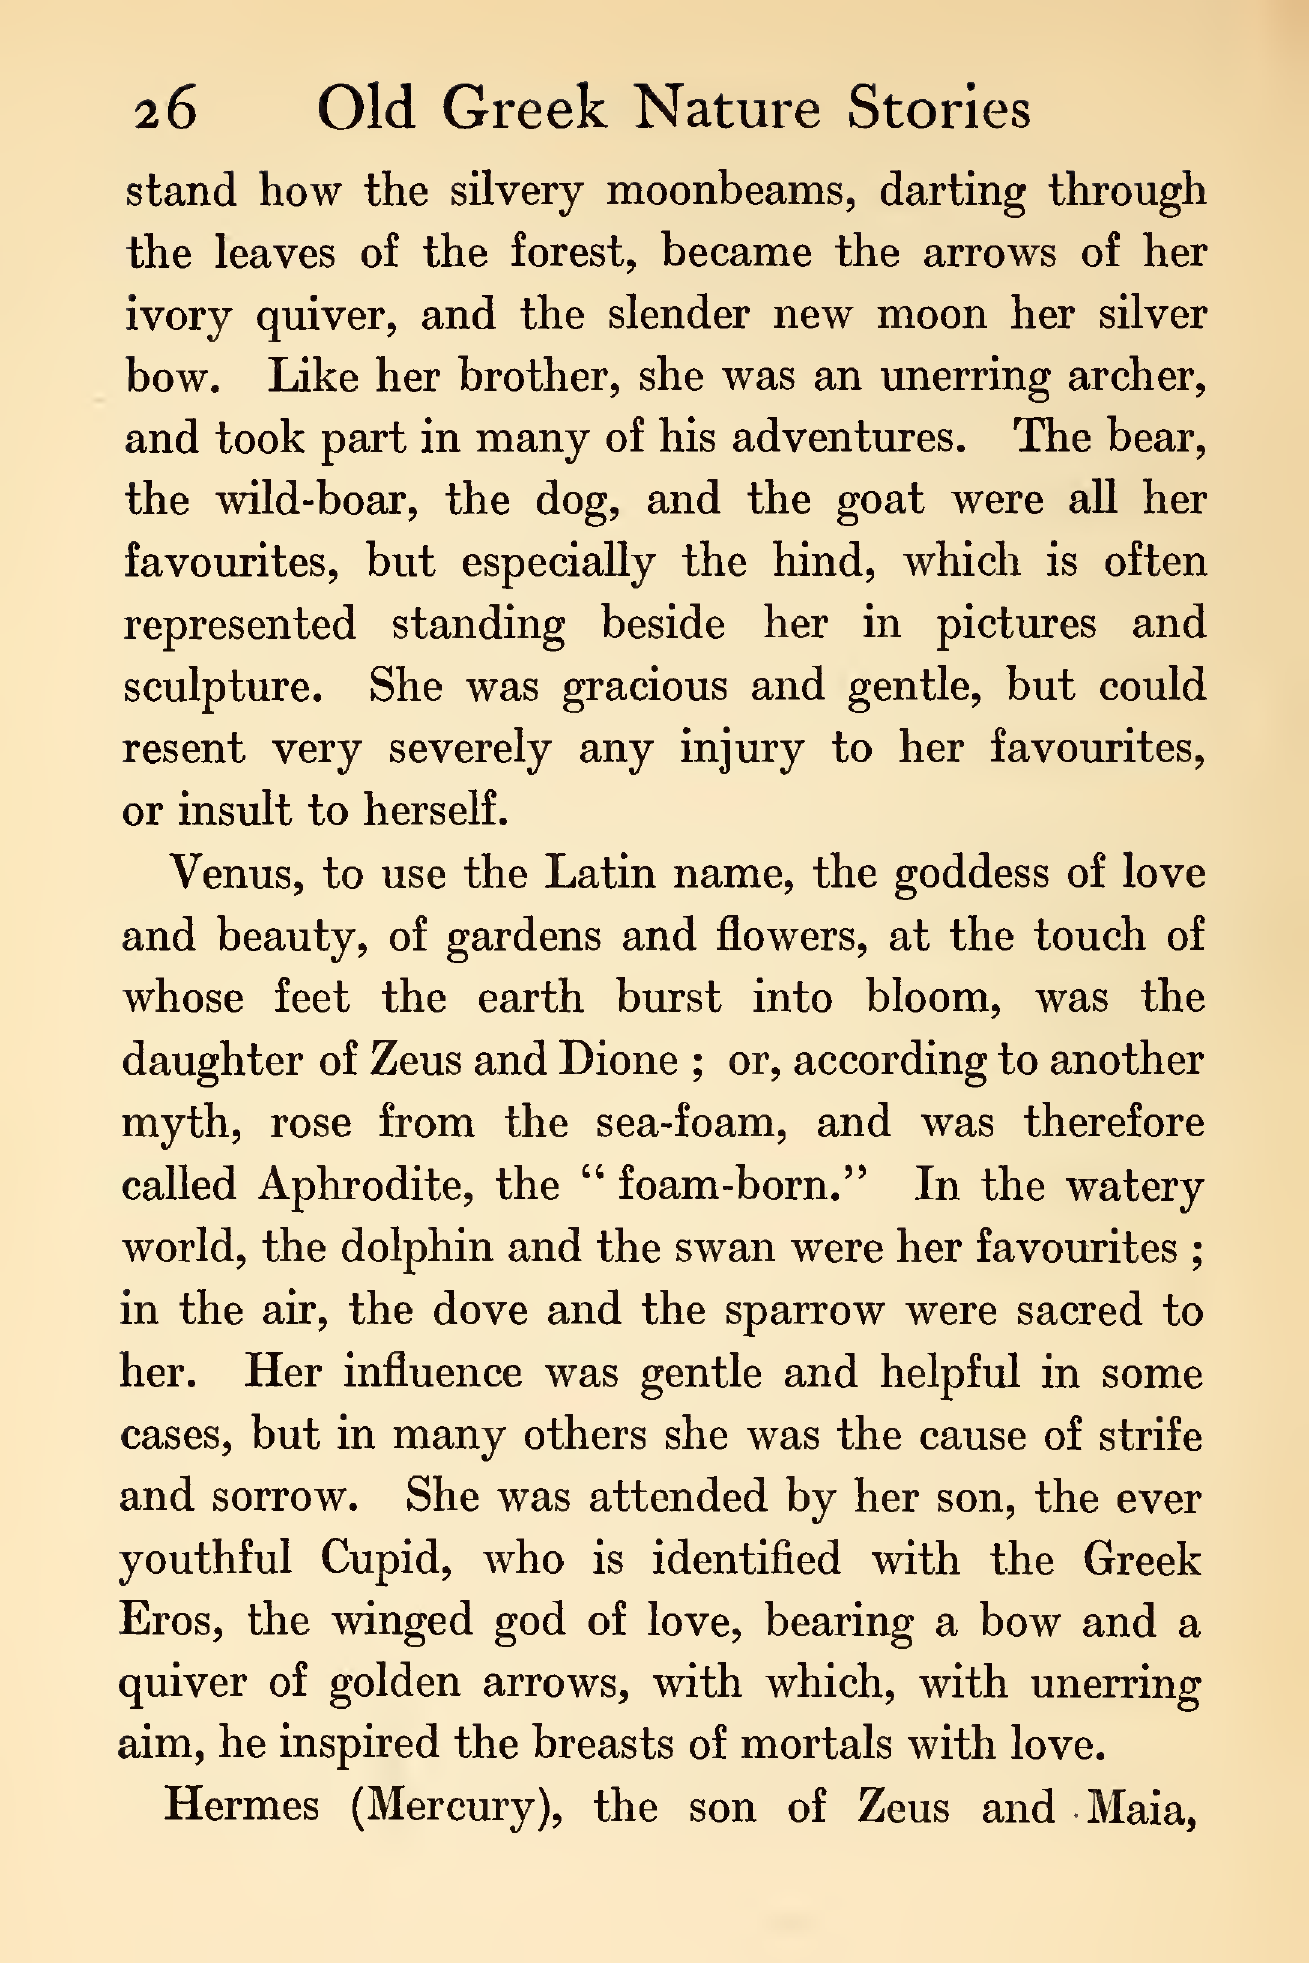 26 Old Greek Nature Stories
stand how the silvery moonbeams, darting through
the leaves of the forest, became the arrows of her
ivory quiver, and the slender new moon her silver
bow. Like her brother, she was an unerring archer,
and took part in many of his adventures. The bear,
the wild-boar, the dog, and the goat were all her
favourites, but especially the hind, which is often
represented standing beside her in pictures and
sculpture. She was gracious and gentle, but could
resent very severely any injury to her favourites,
or insult to herself.
Venus, to use the Latin name, the goddess of love
and beauty, of gardens and flowers, at the touch of
whose feet the earth burst into bloom, was the
daughter of Zeus and Dione ; or, according to another
myth, rose from the sea-foam, and was therefore
called Aphrodite, the “ foam-born.” In the watery
world, the dolphin and the swan were her favourites ;
in the air, the dove and the sparrow were sacred to
her. Her influence was gentle and helpful in some
cases, but in many others she was the cause of strife
and sorrow. She was attended by her son, the ever
youthful Cupid, who is identified with the Greek
Eros, the winged god of love, bearing a bow and a
quiver of golden arrows, with which, with unerring
aim, he inspired the breasts of mortals with love.
Hermes (Mercury), the son of Zeus and Maia,